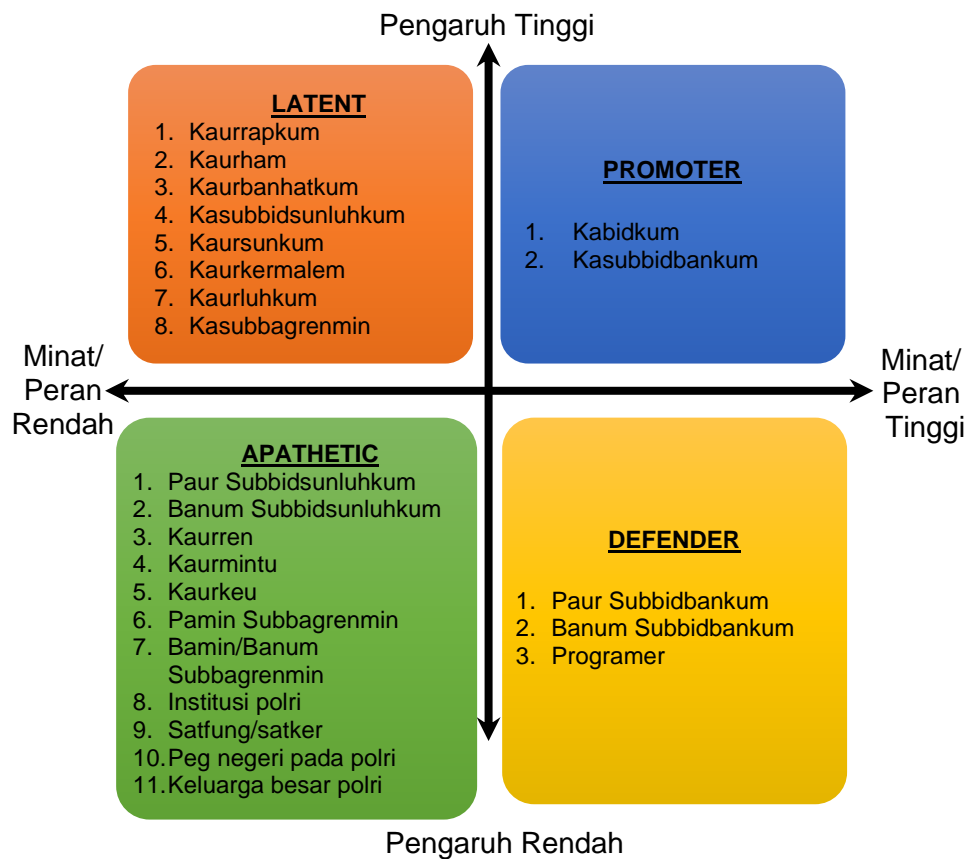 Pengaruh Tinggi
LATENT
1. Kaurrapkum
2. Kaurham
3. Kaurbanhatkum
4. Kasubbidsunluhkum
5. Kaursunkum
6. Kaurkermalem
7. Kaurluhkum
8. Kasubbagrenmin
PROMOTER
1. Kabidkum
2. Kasubbidbankum
Minat/
Peran
Rendah
Minat/
Peran
Tinggi
APATHETIC
1. Paur Subbidsunluhkum
2. Banum Subbidsunluhkum
3. Kaurren
4. Kaurmintu
5. Kaurkeu
6. Pamin Subbagrenmin
7. Bamin/Banum
Subbagrenmin
8. Institusi polri
9. Satfung/satker
10. Peg negeri pada polri
11. Keluarga besar polri
DEFENDER
1. Paur Subbidbankum
2. Banum Subbidbankum
3. Programer
Pengaruh Rendah